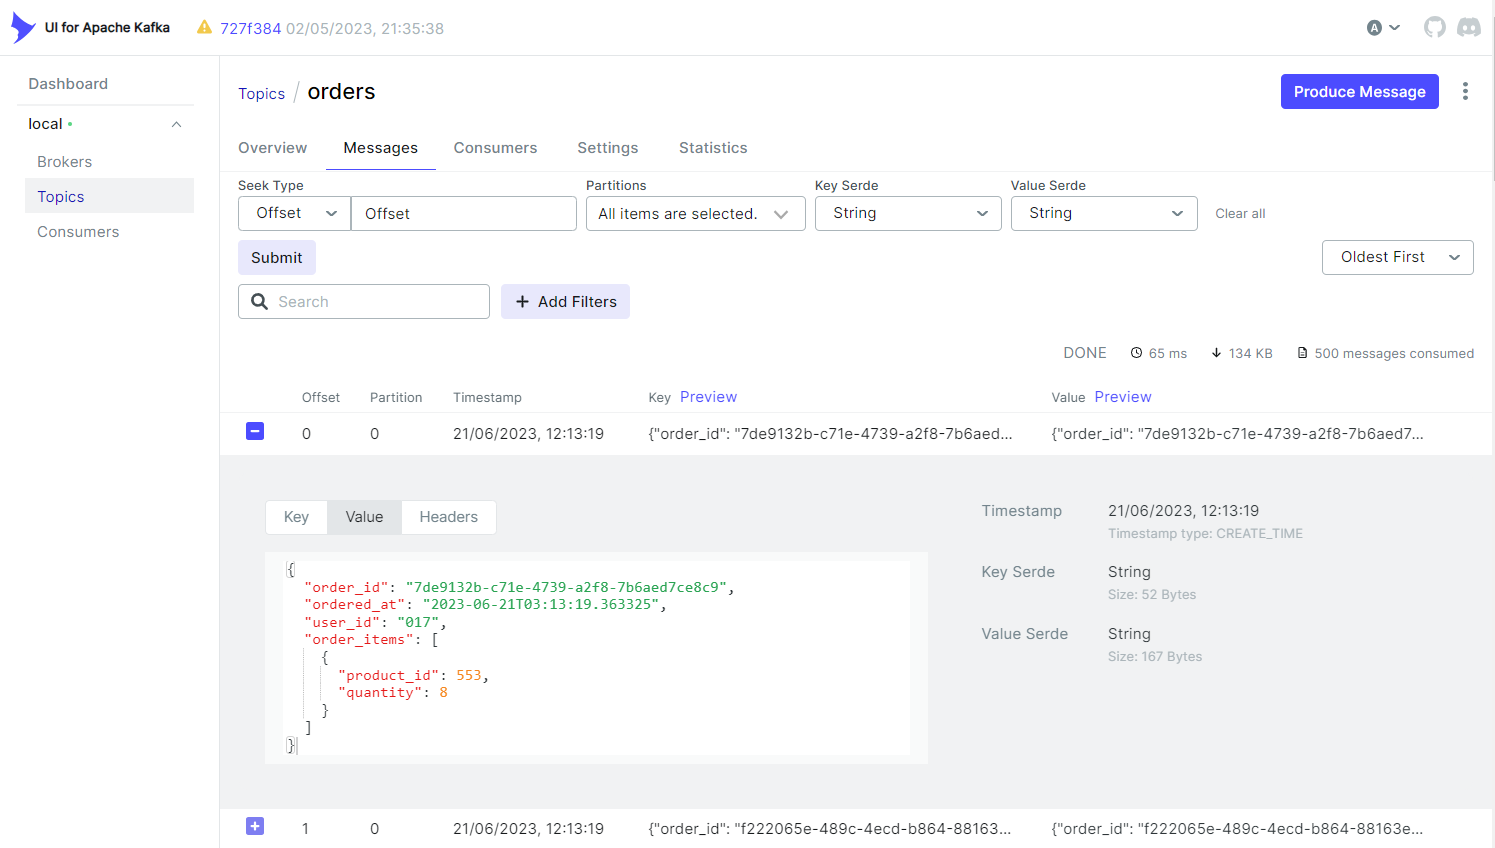 UI for Apache Kafka
727f384 02/05/2023, 21:35:38
A
Dashboard
local
Brokers
Topics
Consumers
Topics / orders
Produce Message
Overview Messages Consumers Settings Statistics
Seek Type Partitions Key Serde Value Serde
Offset Offset All items are selected. String String Clear all
Submit Oldest First
Search + Add Filters
DONE 65 ms 134 KB 500 messages consumed
Offset Partition Timestamp Key Preview Value Preview
0 0 21/06/2023, 12:13:19 {"order_id": "7de9132b-c71e-4739-a2f8-7b6aed... {"order_id": "7de9132b-c71e-4739-a2f8-7b6aed7...
Key Value Headers
{
"order_id": "7de9132b-c71e-4739-a2f8-7b6aed7ce8c9",
"ordered_at": "2023-06-21T03:13:19.363325",
"user_id": "017",
"order_items": [
{
"product_id": 553,
"quantity": 8
}
]
}
Timestamp 21/06/2023, 12:13:19
Timestamp type: CREATE_TIME
Key Serde String
Size: 52 Bytes
Value Serde String
Size: 167 Bytes
1 0 21/06/2023, 12:13:19 {"order_id": "f222065e-489c-4ecd-b864-88163... {"order_id": "f222065e-489c-4ecd-b864-88163e...